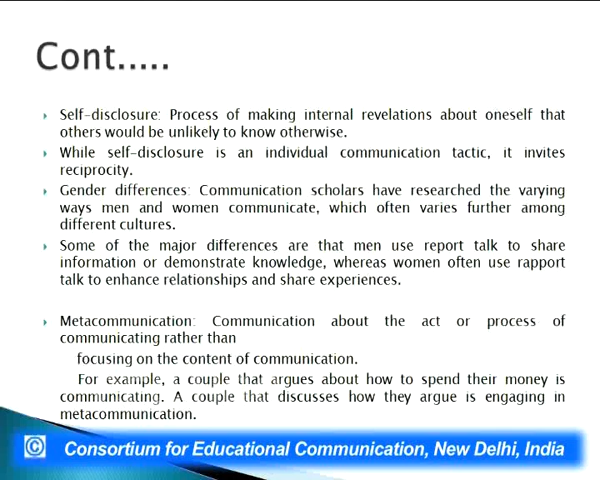 Cont.....
Self-disclosure: Process of making internal revelations about oneself that
others would be unlikely to know otherwise.
While self-disclosure is an individual communication tactic, it invites
reciprocity.
Gender differences: Communication scholars have researched the varying
ways men and women communicate, which often varies further among
different cultures.
Some of the major differences are that men use report talk to share
information or demonstrate knowledge, whereas women often use rapport
talk to enhance relationships and share experiences.
Metacommunication: Communication about the act or process of
communicating rather than
focusing on the content of communication.
For example, a couple that argues about how to spend their money is
communicating. A couple that discusses how they argue is engaging in
metacommunication.
© Consortium for Educational Communication, New Delhi, India